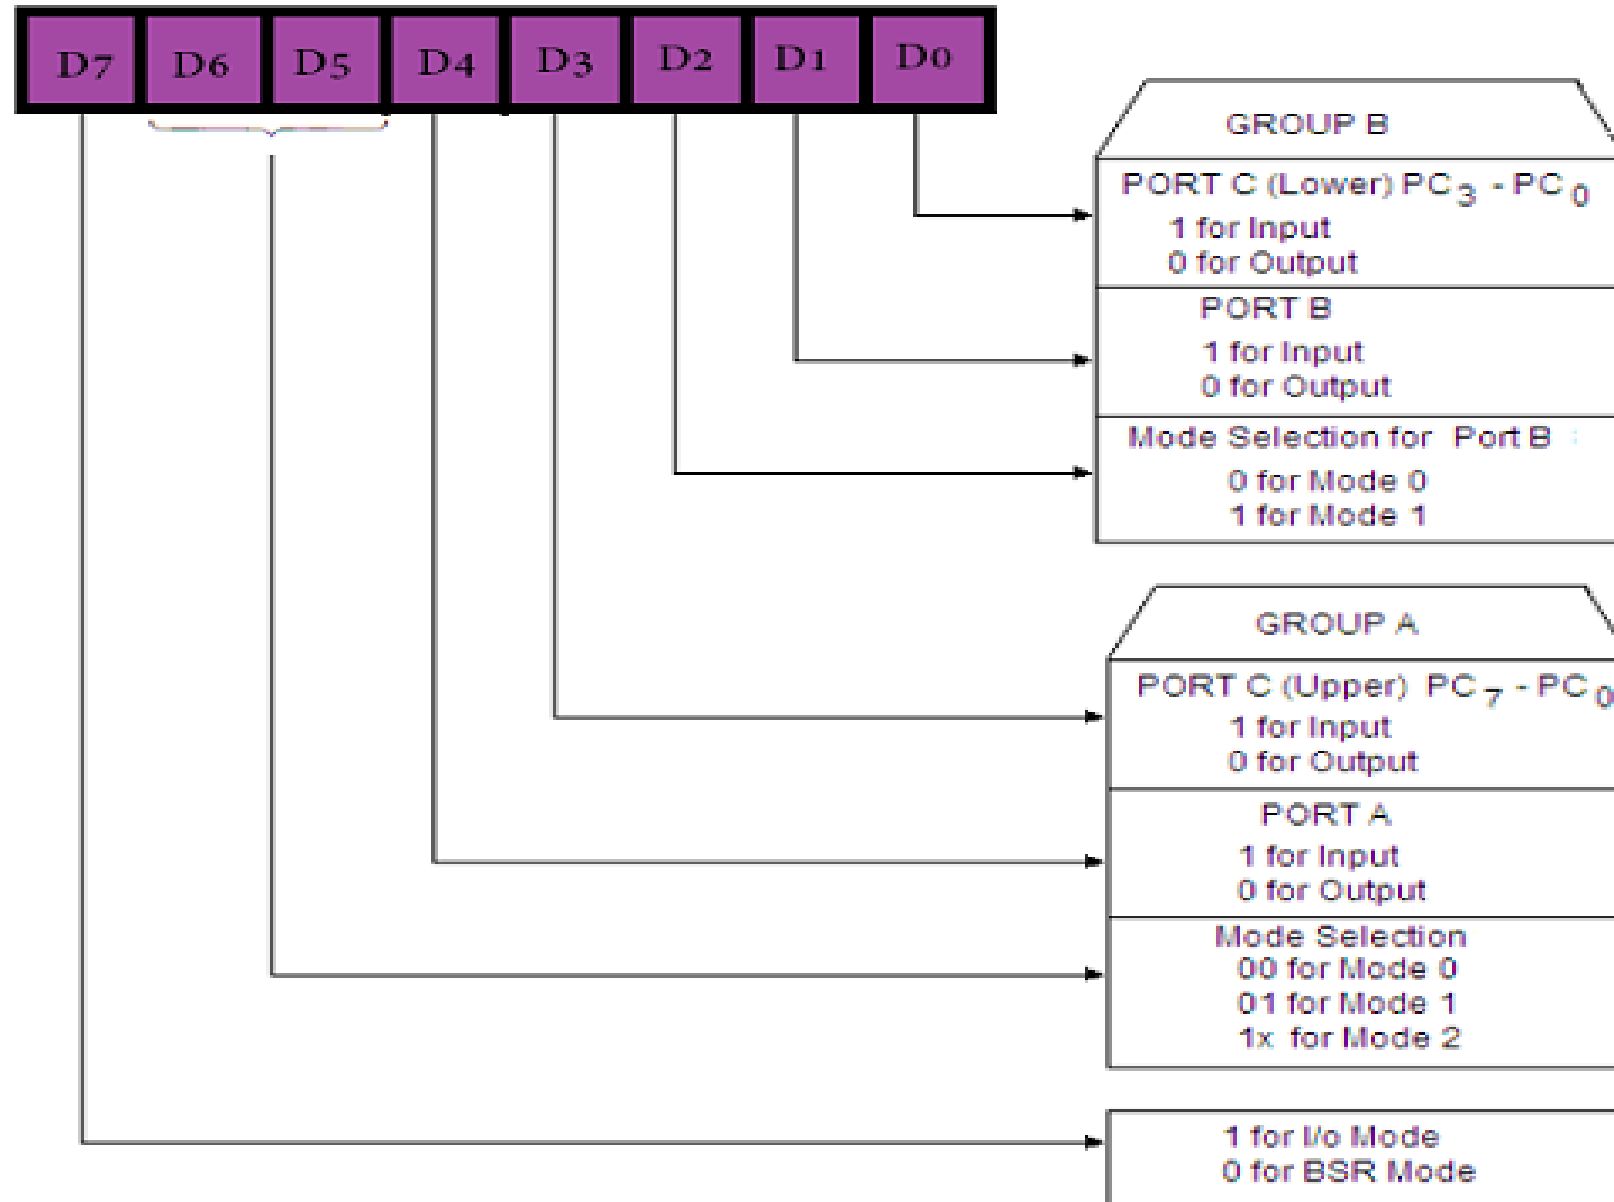 D7 D6 D5 D4 D3 D2 D1 D0
GROUP B
PORT C (Lower) PC3 - PC0
1 for Input
0 for Output
PORT B
1 for Input
0 for Output
Mode Selection for Port B
0 for Mode 0
1 for Mode 1
GROUP A
PORT C (Upper) PC7 - PC0
1 for Input
0 for Output
PORT A
1 for Input
0 for Output
Mode Selection
00 for Mode 0
01 for Mode 1
1x for Mode 2
1 for I/o Mode
0 for BSR Mode